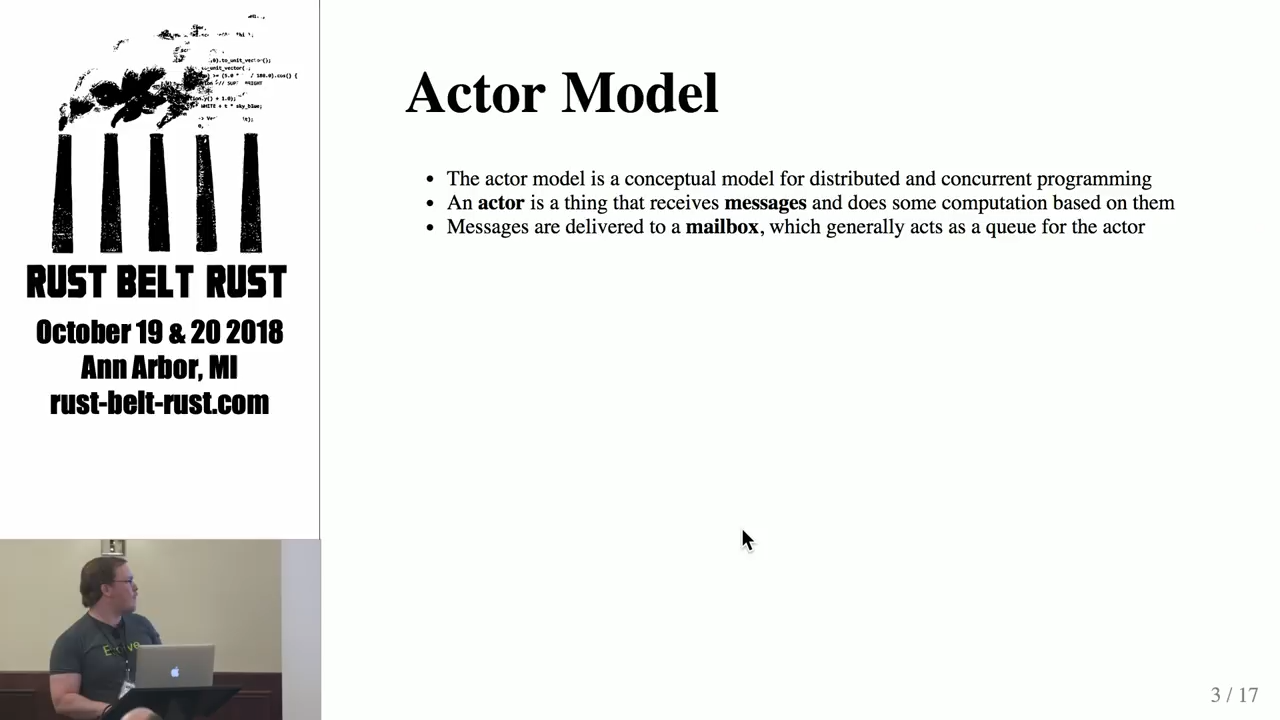 RUST BELT RUST
October 19 & 20 2018
Ann Arbor, MI
rust-belt-rust.com
Actor Model
• The actor model is a conceptual model for distributed and concurrent programming
• An actor is a thing that receives messages and does some computation based on them
• Messages are delivered to a mailbox, which generally acts as a queue for the actor
3 / 17